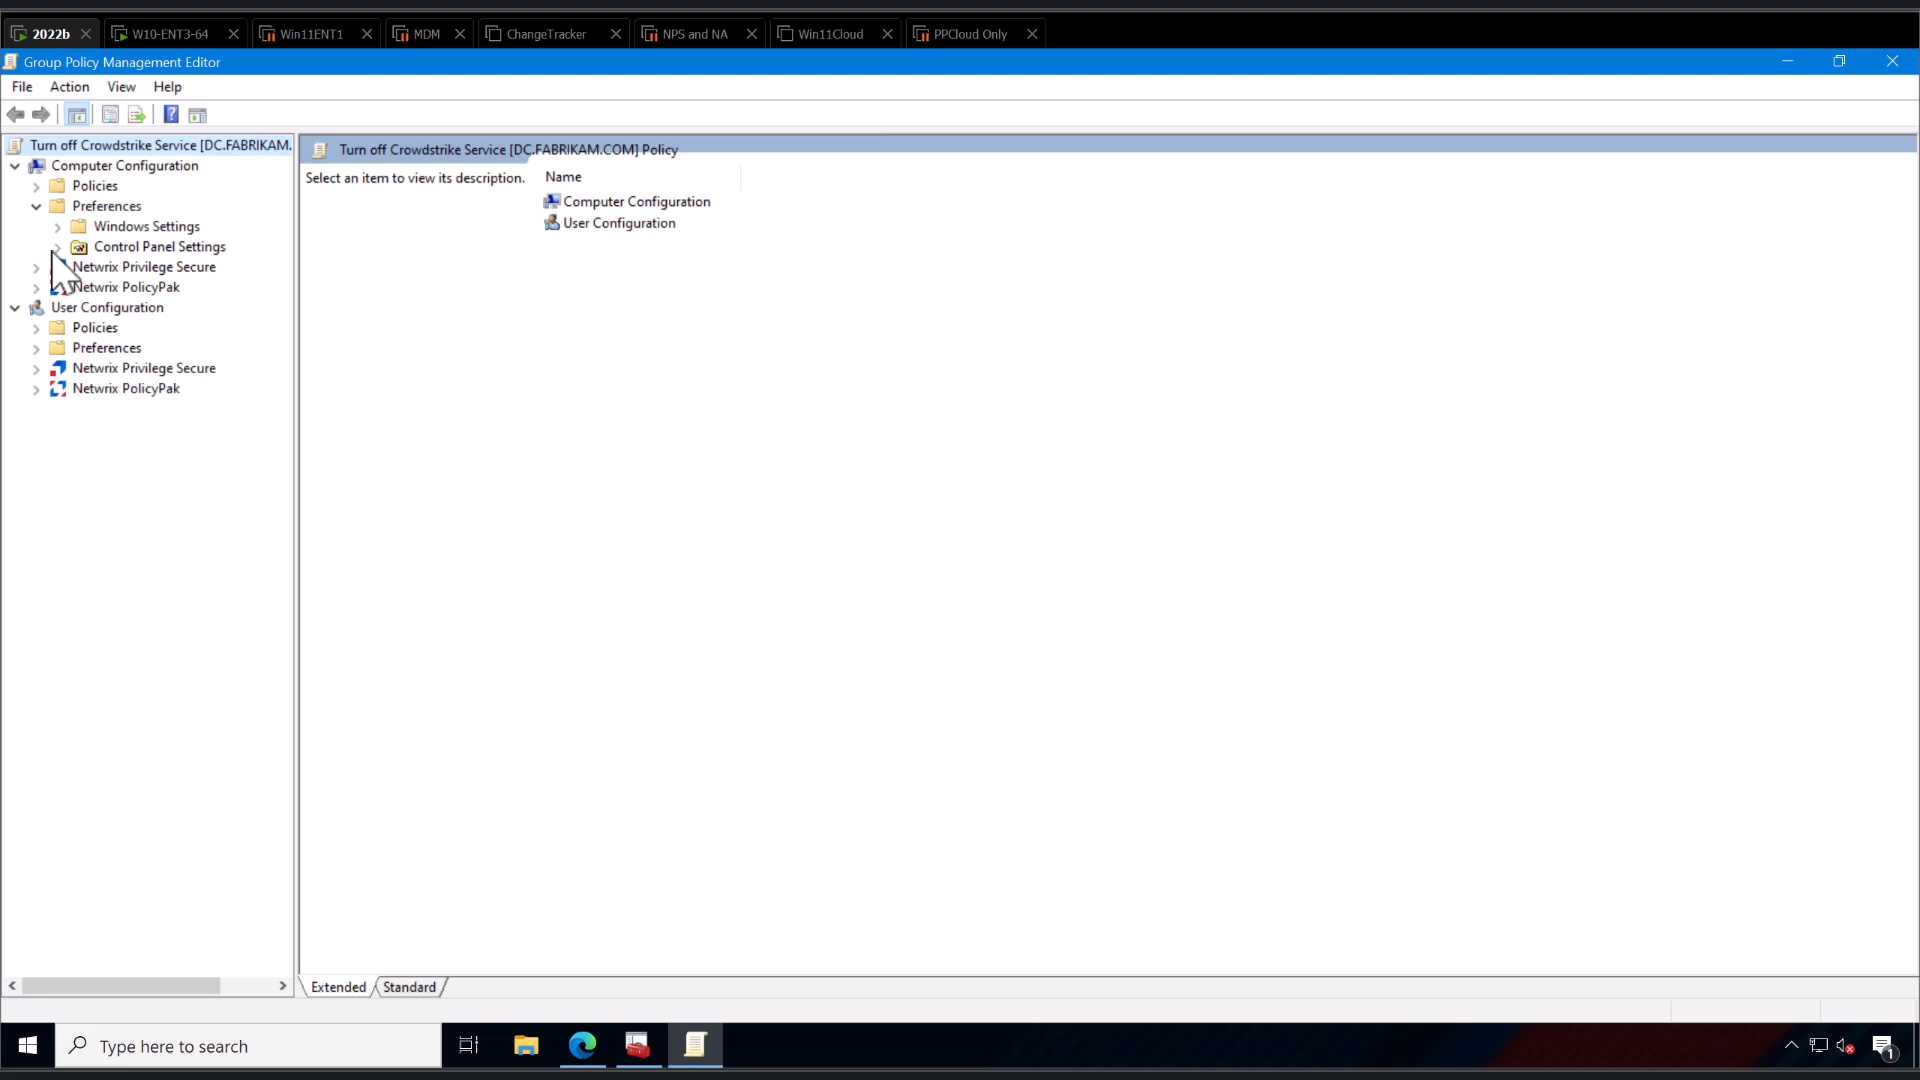 2022b
W10-ENT3-64
Win11ENT1
MDM
ChangeTracker
NPS and NA
Win11Cloud
PPCloud Only
Group Policy Management Editor
File
Action
View
Help
Turn off Crowdstrike Service [DC.FABRIKAM.
Computer Configuration
Policies
Preferences
Windows Settings
Control Panel Settings
Netwrix Privilege Secure
Netwrix PolicyPak
User Configuration
Policies
Preferences
Netwrix Privilege Secure
Netwrix PolicyPak
Turn off Crowdstrike Service [DC.FABRIKAM.COM] Policy
Select an item to view its description.
Name
Computer Configuration
User Configuration
Extended
Standard
Type here to search
1